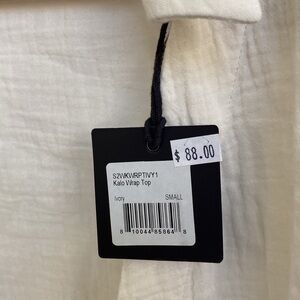 $ 88.00
S2WKWRPTIVY1
Kalo Wrap Top
Ivory SMALL
8 10044 85864 8